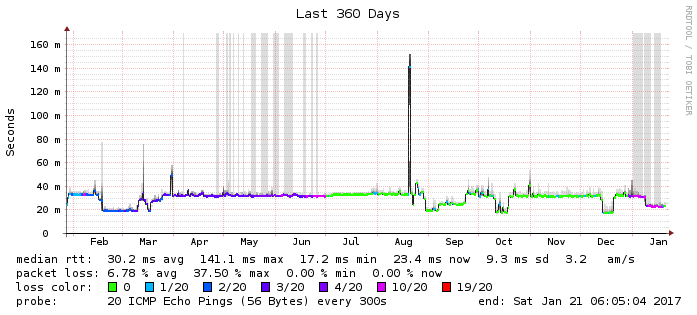 Last 360 Days
RRDTOOL / TOBI OETIKER
Seconds
160 m
140 m
120 m
100 m
80 m
60 m
40 m
20 m
0
Feb Mar Apr May Jun Jul Aug Sep Oct Nov Dec Jan
median rtt: 30.2 ms avg 141.1 ms max 17.2 ms min 23.4 ms now 9.3 ms sd 3.2 am/s
packet loss: 6.78 % avg 37.50 % max 0.00 % min 0.00 % now
loss color: 0 1/20 2/20 3/20 4/20 10/20 19/20
probe: 20 ICMP Echo Pings (56 Bytes) every 300s end: Sat Jan 21 06:05:04 2017